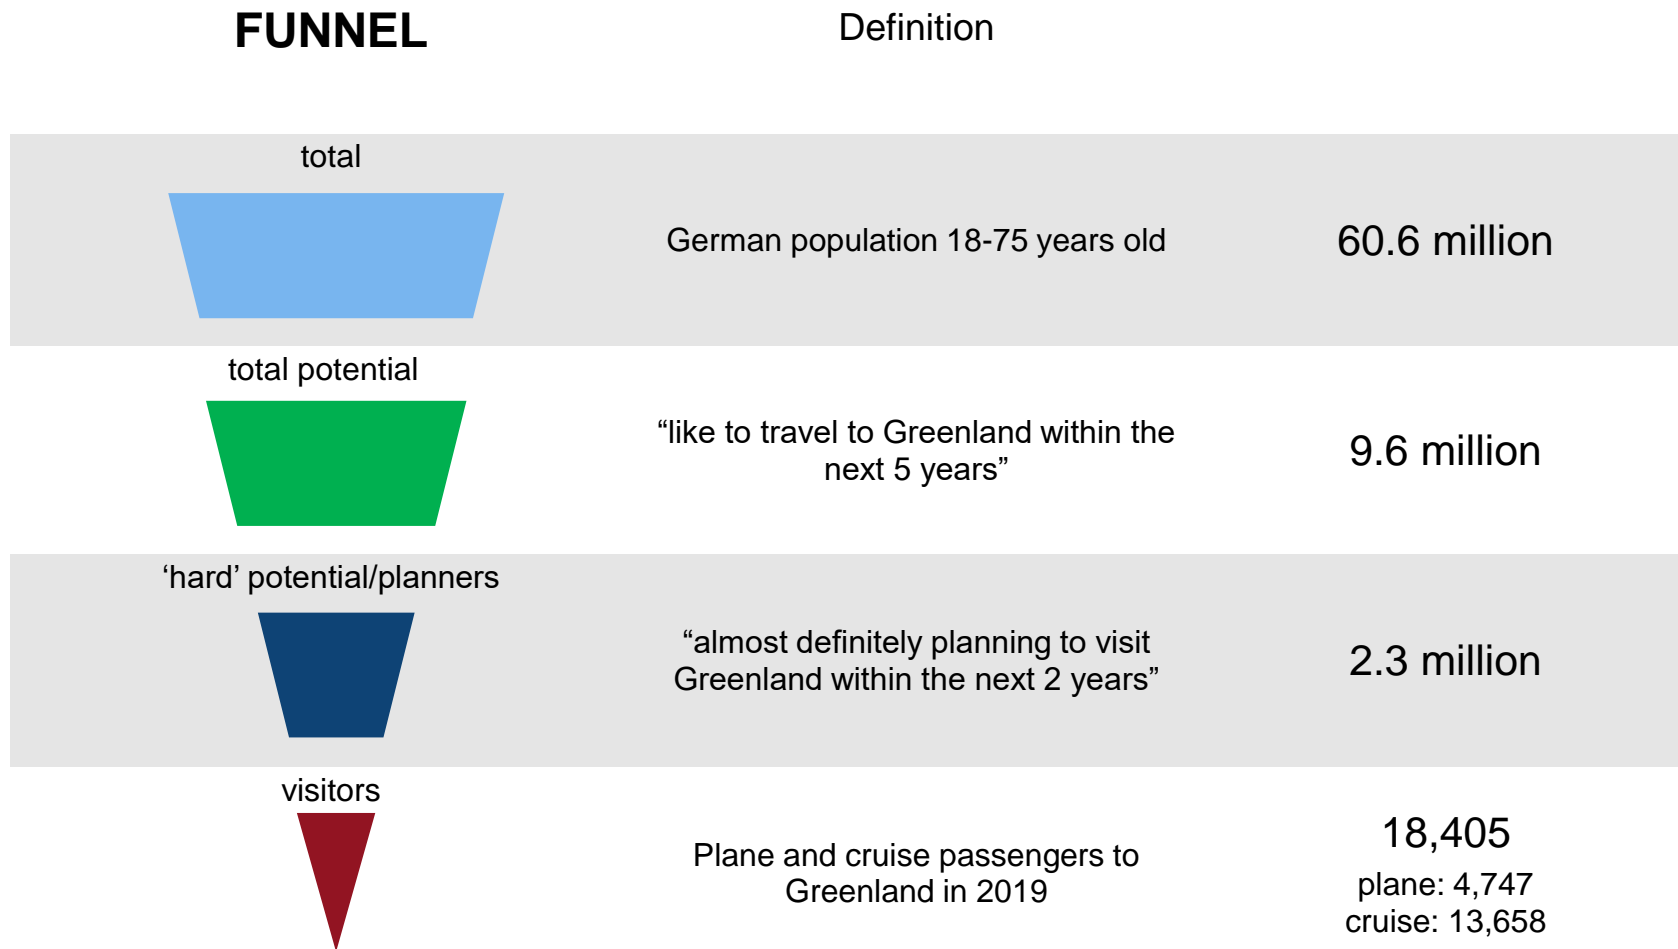 FUNNEL
Definition
total
German population 18-75 years old
60.6 million
total potential
“like to travel to Greenland within the
next 5 years”
9.6 million
‘hard’ potential/planners
“almost definitely planning to visit
Greenland within the next 2 years”
2.3 million
visitors
Plane and cruise passengers to
Greenland in 2019
18,405
plane: 4,747
cruise: 13,658